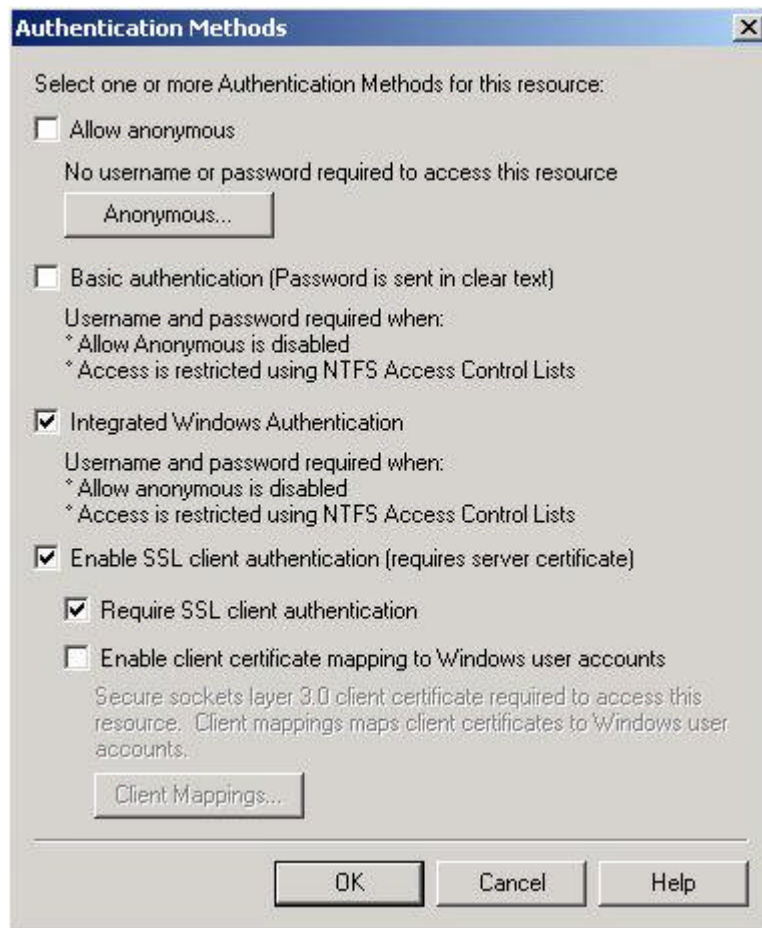 Authentication Methods
Select one or more Authentication Methods for this resource:
Allow anonymous
No username or password required to access this resource
Anonymous...
Basic authentication (Password is sent in clear text)
Username and password required when:
* Allow Anonymous is disabled
* Access is restricted using NTFS Access Control Lists
Integrated Windows Authentication
Username and password required when:
* Allow anonymous is disabled
* Access is restricted using NTFS Access Control Lists
Enable SSL client authentication (requires server certificate)
Require SSL client authentication
Enable client certificate mapping to Windows user accounts
Secure sockets layer 3.0 client certificate required to access this
resource. Client mappings maps client certificates to Windows user
accounts.
Client Mappings...
OK Cancel Help